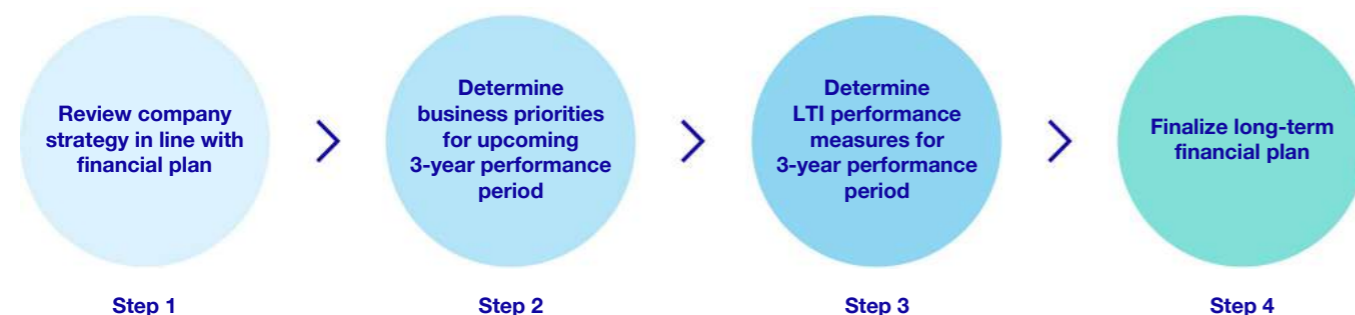 Review company
strategy in line with
financial plan
Determine
business priorities
for upcoming
3-year performance
period
Determine
LTI performance
measures for
3-year performance
period
Finalize long-term
financial plan
Step 1
Step 2
Step 3
Step 4